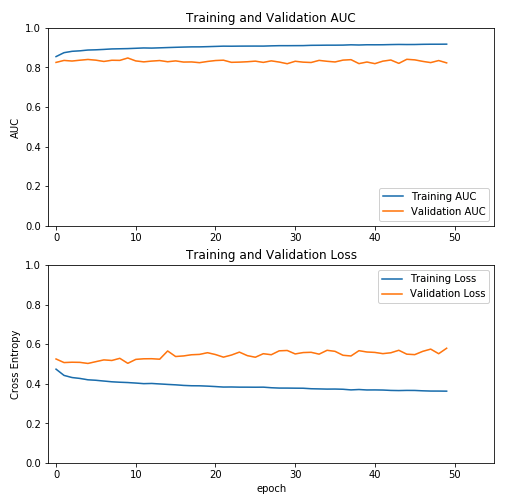 Training and Validation AUC
1.0
0.8
0.6
0.4
0.2
0.0
AUC
0
10
20
30
40
50
Training AUC
Validation AUC
Training and Validation Loss
1.0
0.8
0.6
0.4
0.2
0.0
Cross Entropy
Training Loss
Validation Loss
0
10
20
30
40
50
epoch